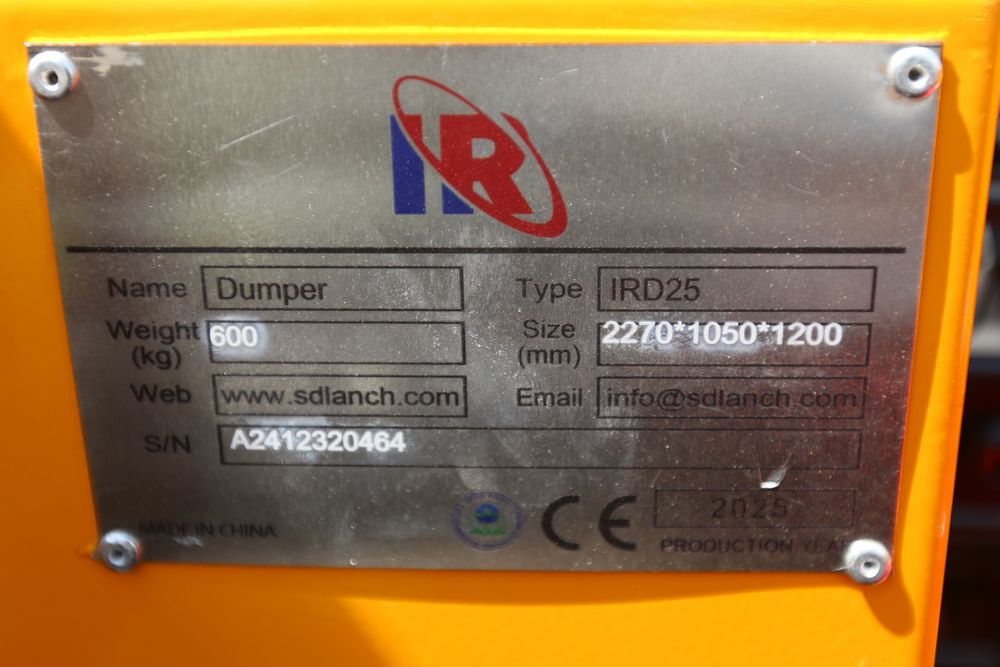 IR
Name Dumper Type IRD25
Weight (kg) 600 Size (mm) 2270*1050*1200
Web www.sdlanch.com Email info@sdlanch.com
S/N A2412320464
MADE IN CHINA CE 2025
PRODUCTION YEAR